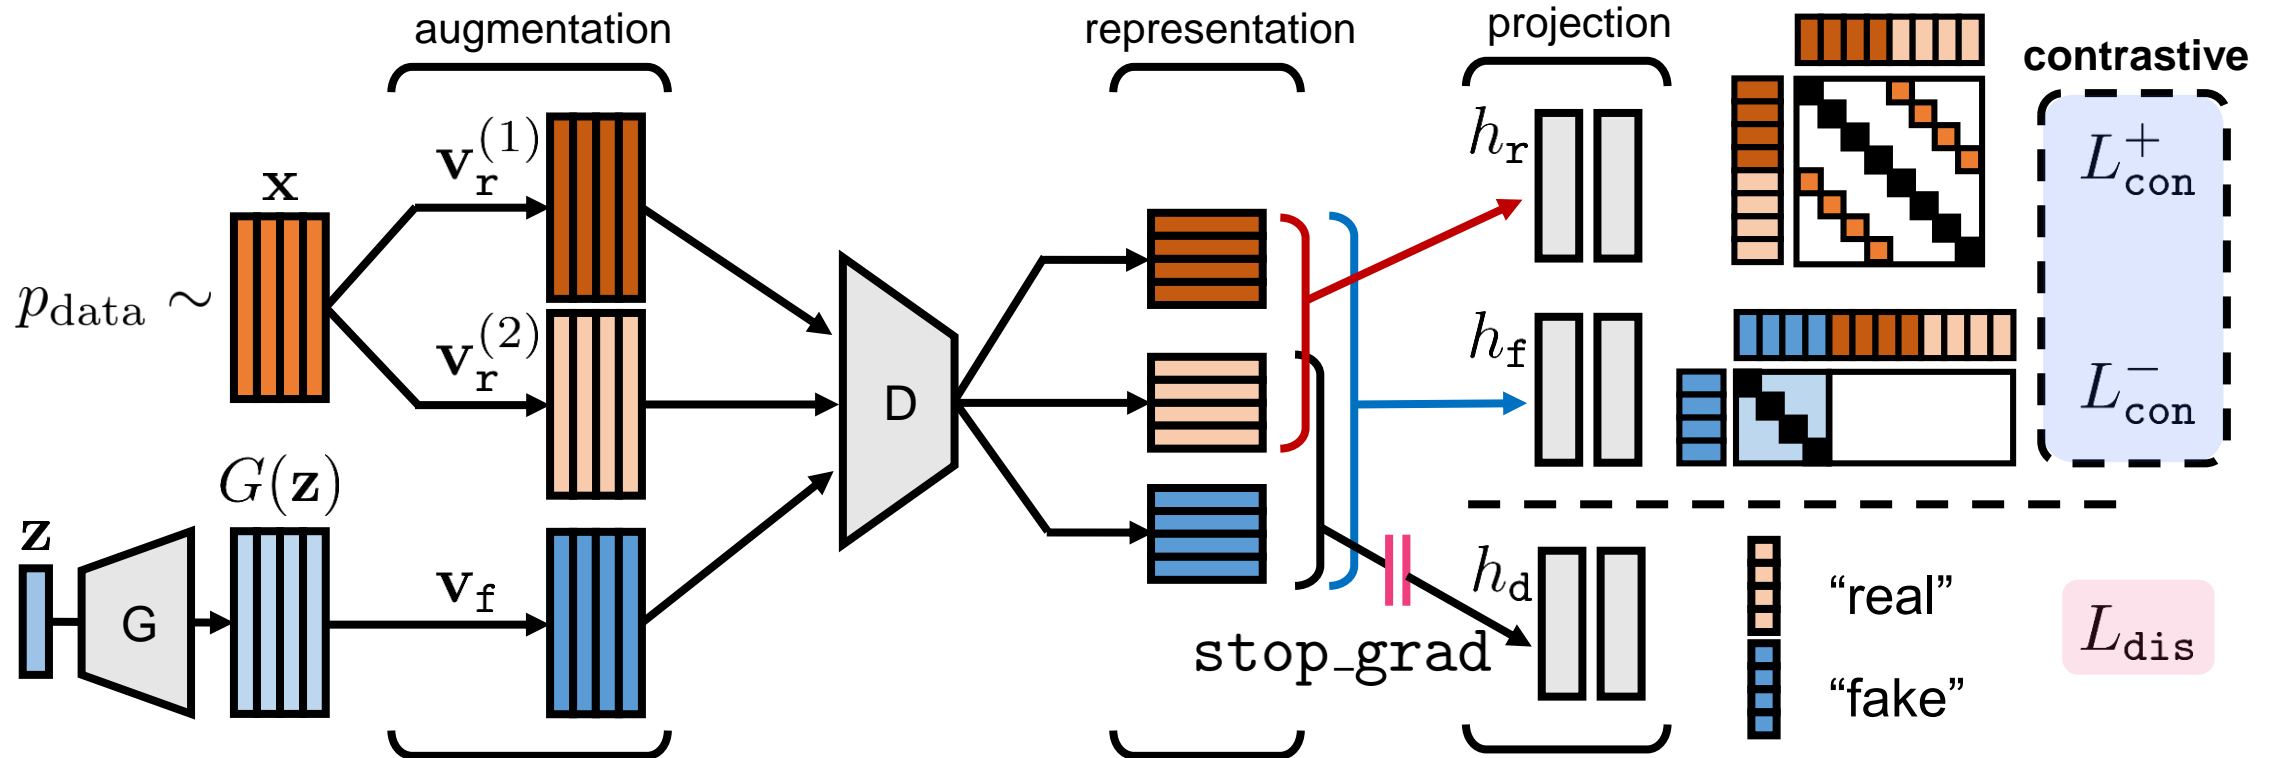 augmentation
representation
projection
contrastive
x
v_r^(1)
v_r^(2)
p_data ∼
G(z)
z
G
v_f
D
h_r
h_f
h_d
stop_grad
L_con^+
L_con^-
“real”
“fake”
L_dis